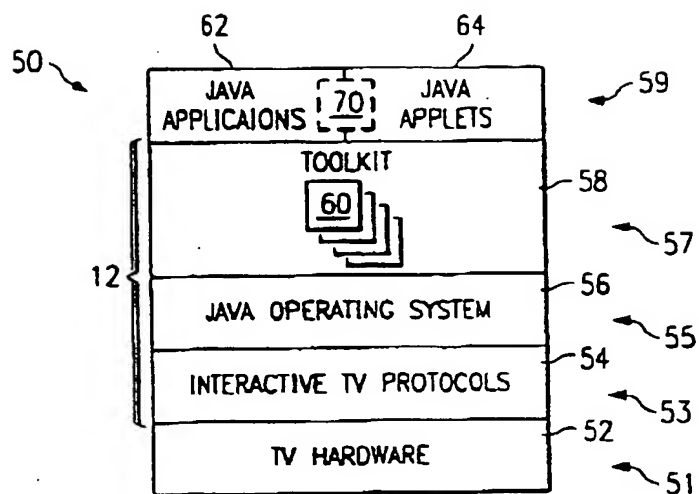 62
64
50
59
JAVA
APPLICAIONS
70
JAVA
APPLETS
TOOLKIT
60
58
57
12
56
JAVA OPERATING SYSTEM
55
54
INTERACTIVE TV PROTOCOLS
53
52
TV HARDWARE
51